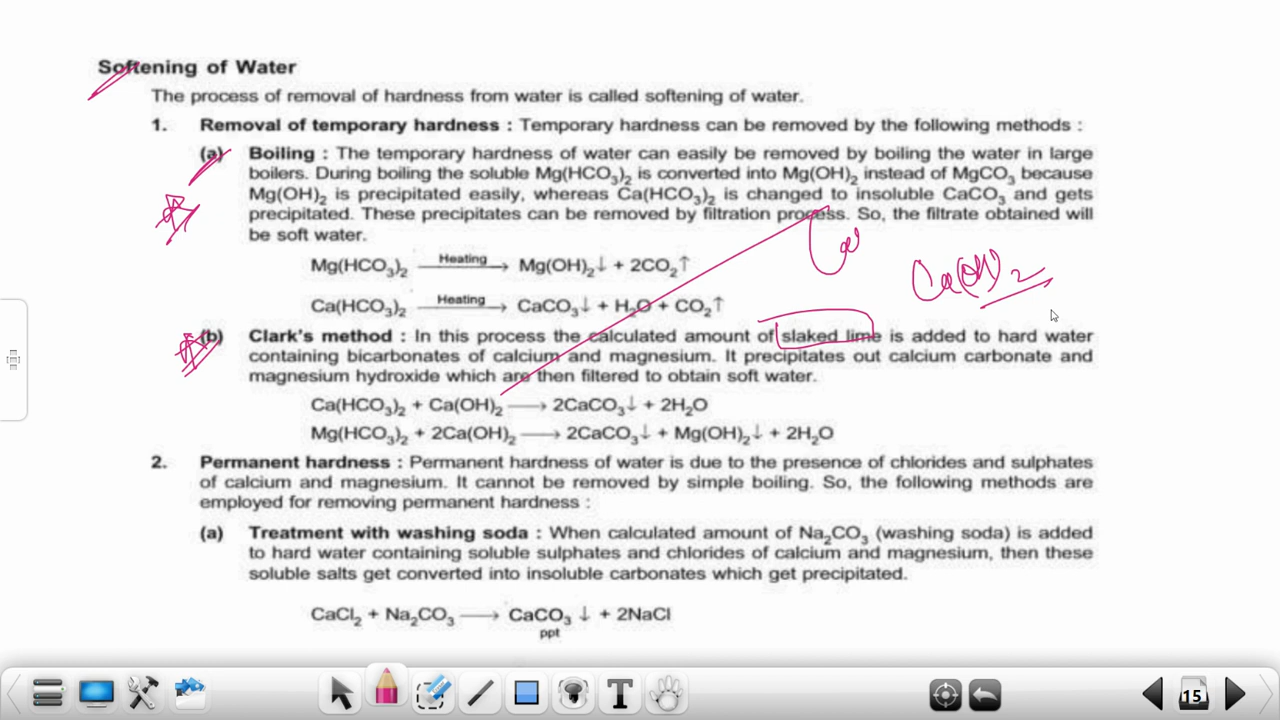 Softening of Water
The process of removal of hardness from water is called softening of water.
1. Removal of temporary hardness : Temporary hardness can be removed by the following methods :
(a) Boiling : The temporary hardness of water can easily be removed by boiling the water in large
boilers. During boiling the soluble Mg(HCO₃)₂ is converted into Mg(OH)₂ instead of MgCO₃ because
Mg(OH)₂ is precipitated easily, whereas Ca(HCO₃)₂ is changed to insoluble CaCO₃ and gets
precipitated. These precipitates can be removed by filtration process. So, the filtrate obtained will
be soft water.
Mg(HCO₃)₂ —Heating→ Mg(OH)₂↓ + 2CO₂↑
Ca(OH)₂
Ca(HCO₃)₂ —Heating→ CaCO₃↓ + H₂O + CO₂↑
(b) Clark's method : In this process the calculated amount of slaked lime is added to hard water
containing bicarbonates of calcium and magnesium. It precipitates out calcium carbonate and
magnesium hydroxide which are then filtered to obtain soft water.
Ca(HCO₃)₂ + Ca(OH)₂ ⟶ 2CaCO₃↓ + 2H₂O
Mg(HCO₃)₂ + 2Ca(OH)₂ ⟶ 2CaCO₃↓ + Mg(OH)₂↓ + 2H₂O
2. Permanent hardness : Permanent hardness of water is due to the presence of chlorides and sulphates
of calcium and magnesium. It cannot be removed by simple boiling. So, the following methods are
employed for removing permanent hardness :
(a) Treatment with washing soda : When calculated amount of Na₂CO₃ (washing soda) is added
to hard water containing soluble sulphates and chlorides of calcium and magnesium, then these
soluble salts get converted into insoluble carbonates which get precipitated.
CaCl₂ + Na₂CO₃ ⟶ CaCO₃ ↓ + 2NaCl
ppt
T
15